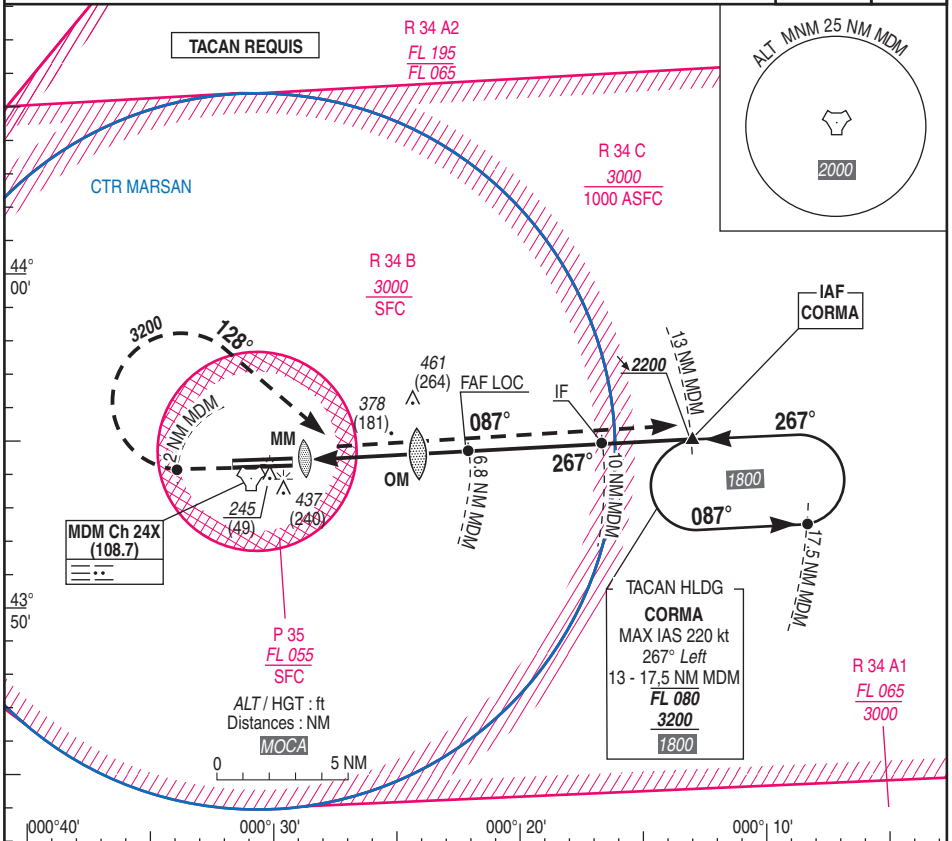 TACAN REQUIS
R 34 A2
FL 195
FL 065
ALT MNM 25 NM MDM
2000
CTR MARSAN
R 34 C
3000
1000 ASFC
R 34 B
3000
SFC
44°
00'
IAF
CORMA
3200
128°
461
(264)
FAF LOC
IF
2200
13 NM MDM
378
(181)
087°
267°
2 NM MDM
MM
OM
6.8 NM MDM
267°
10 NM MDM
1800
087°
17.5 NM MDM
245
(49)
437
(240)
MDM Ch 24X
(108.7)
TACAN HLDG
CORMA
MAX IAS 220 kt
267° Left
13 - 17,5 NM MDM
FL 080
3200
1800
43°
50'
P 35
FL 055
SFC
R 34 A1
FL 065
3000
ALT / HGT : ft
Distances : NM
MOCA
0 5 NM
000°40' 000°30' 000°20' 000°10'